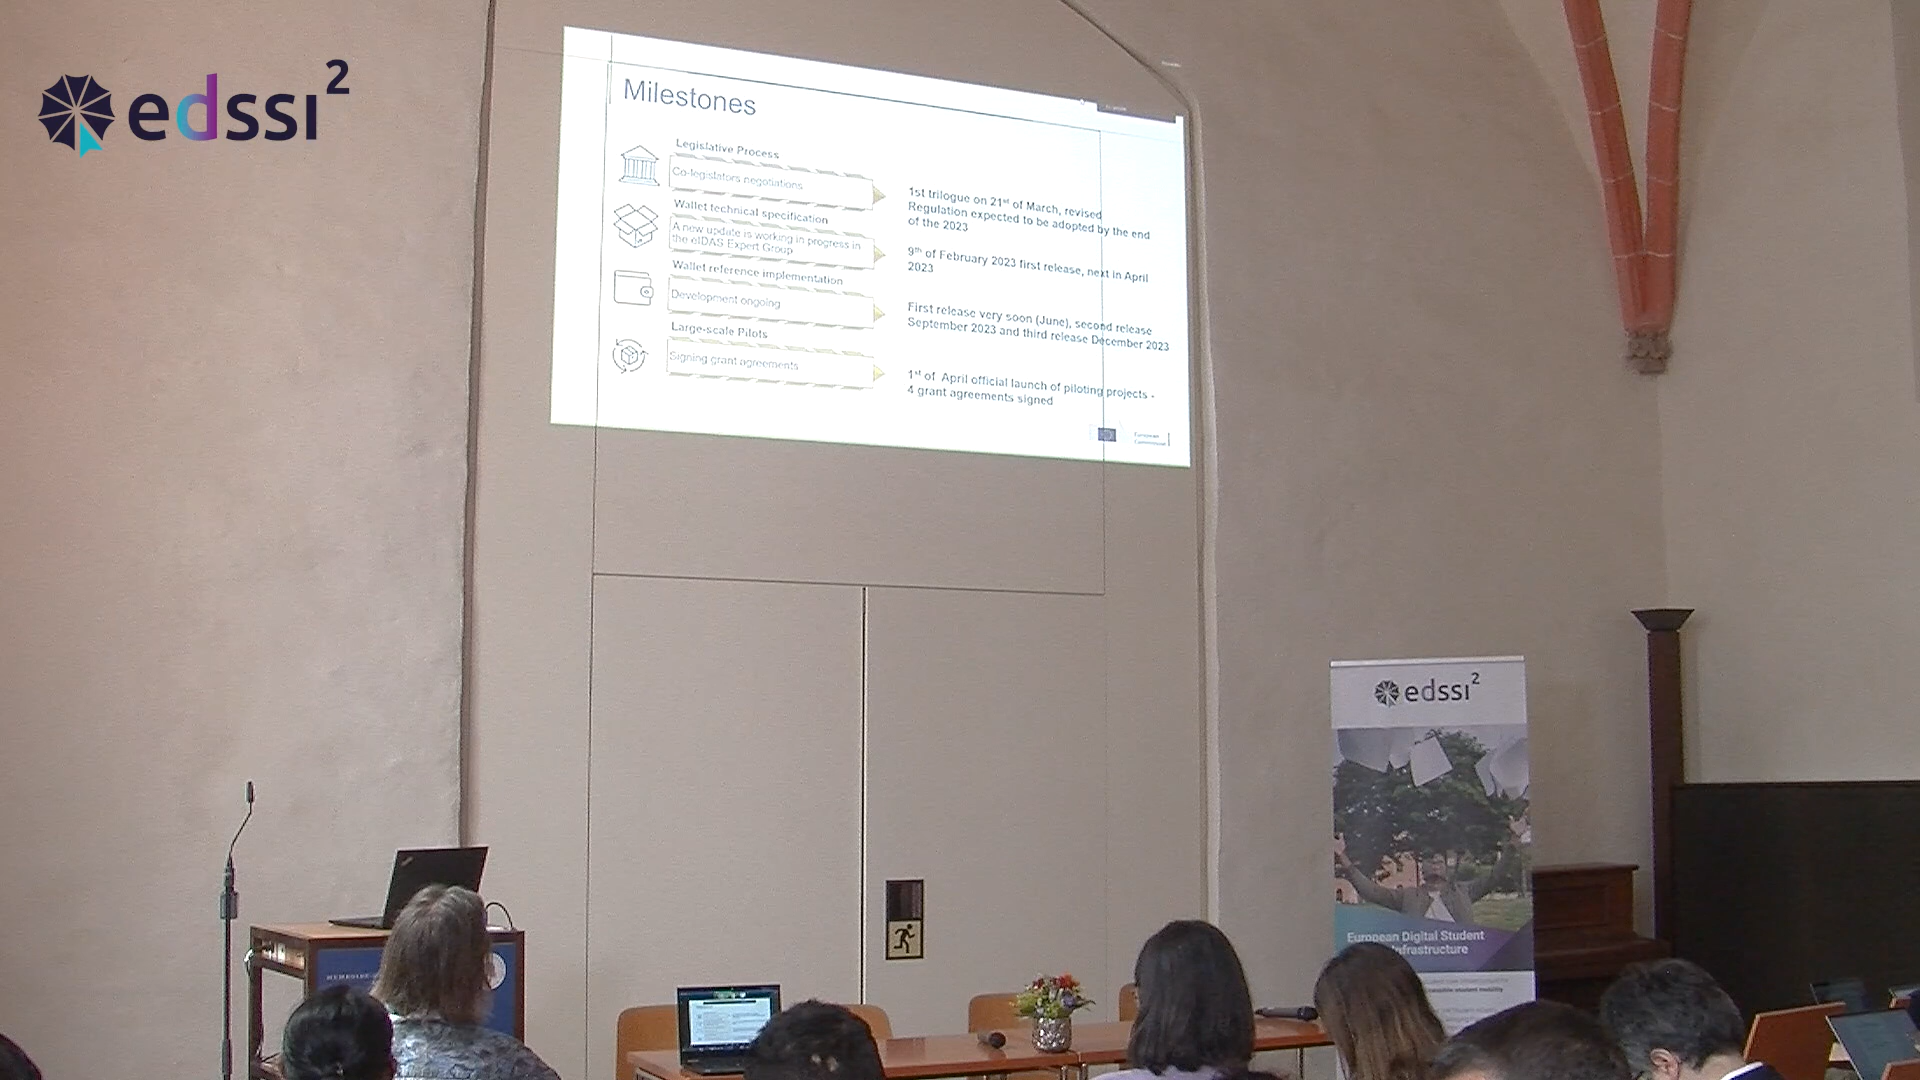 edssi²
Milestones
Legislative Process
Co-legislators negotiations
1st trilogue on 21st of March, revised
Regulation expected to be adopted by the end
of the 2023
Wallet technical specification
A new update is working in progress in
the eIDAS Expert Group
9th of February 2023 first release, next in April
2023
Wallet reference implementation
Development ongoing
First release very soon (June), second release
September 2023 and third release December 2023
Large-scale Pilots
Signing grant agreements
1st of April official launch of piloting projects -
4 grant agreements signed
European
Commission
edssi²
European Digital Student